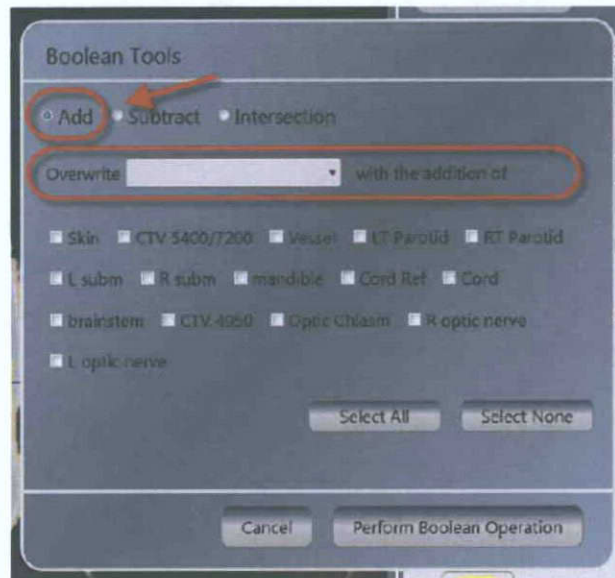 Boolean Tools
Add Subtract Intersection
Overwrite with the addition of
Skin CTV 5400/7200 Vessel LT Parotid RT Parotid
L subm R subm mandible Cord Ref Cord
brainstem CTV 4950 Optic Chiasm R optic nerve
L optic nerve
Select All Select None
Cancel Perform Boolean Operation